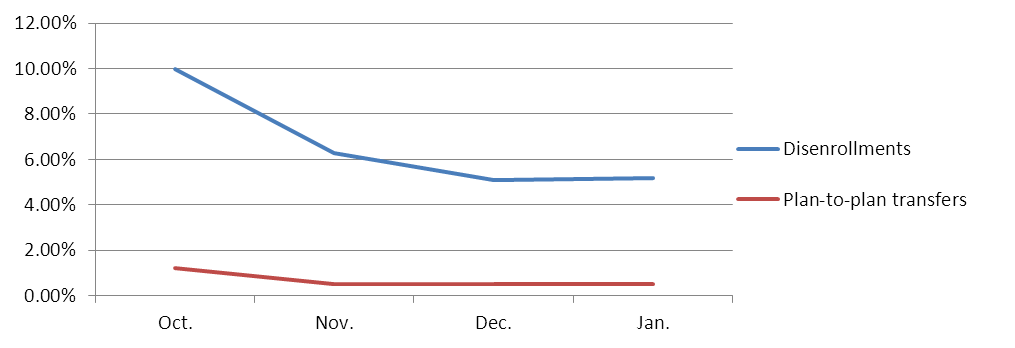 12.00%
10.00%
8.00%
6.00%
4.00%
2.00%
0.00%
Oct. Nov. Dec. Jan.
Disenrollments
Plan-to-plan transfers